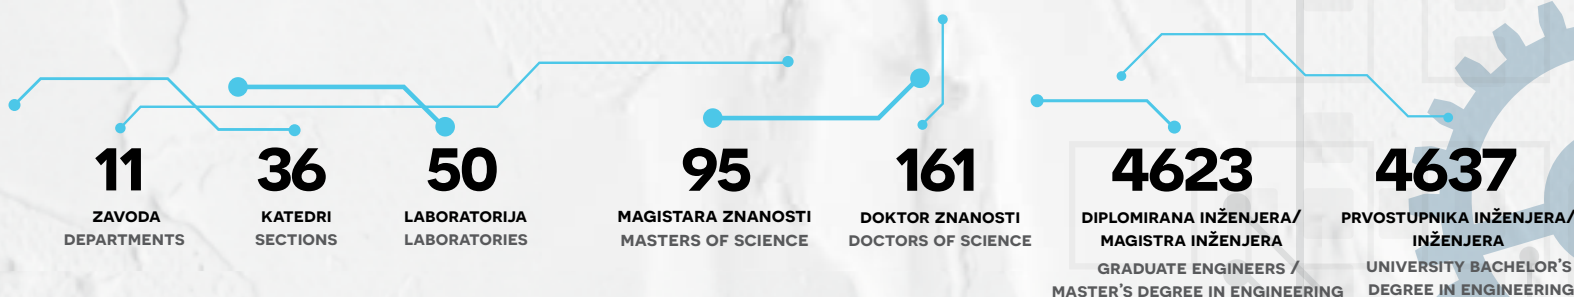 11
ZAVODA
DEPARTMENTS
36
KATEDRI
SECTIONS
50
LABORATORIJA
LABORATORIES
95
MAGISTARA ZNANOSTI
MASTERS OF SCIENCE
161
DOKTOR ZNANOSTI
DOCTORS OF SCIENCE
4623
DIPLOMIRANA INŽENJERA/
MAGISTRA INŽENJERA
GRADUATE ENGINEERS /
MASTER'S DEGREE IN ENGINEERING
4637
PRVOSTUPNIKA INŽENJERA/
INŽENJERA
UNIVERSITY BACHELOR'S
DEGREE IN ENGINEERING